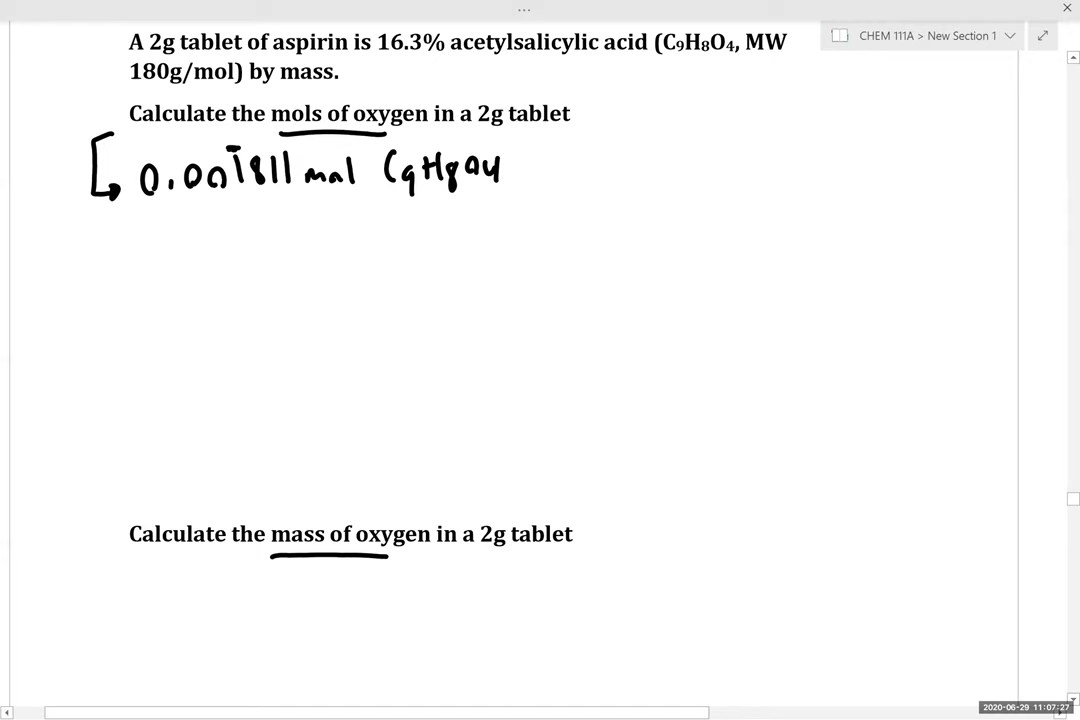 ...
CHEM 111A > New Section 1
A 2g tablet of aspirin is 16.3% acetylsalicylic acid (C₉H₈O₄, MW
180g/mol) by mass.
Calculate the mols of oxygen in a 2g tablet
0.001811 mol C9H8O4
Calculate the mass of oxygen in a 2g tablet
2020-06-29 11:07:27